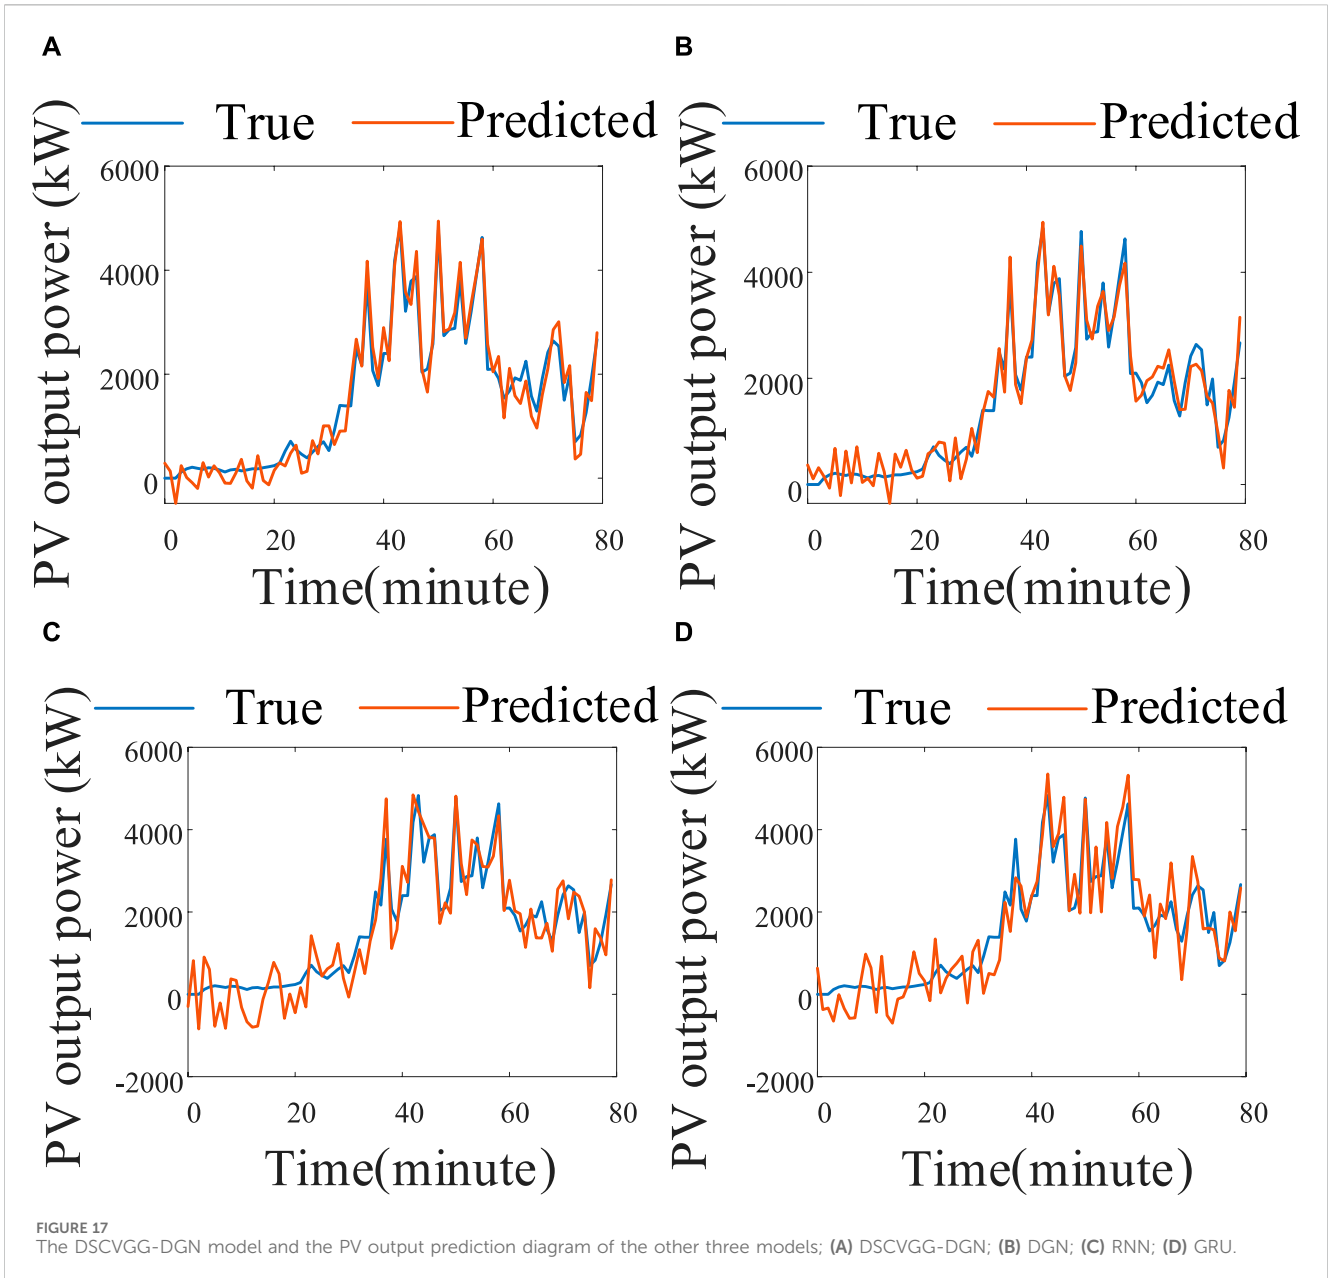 A
True Predicted
PV output power (kW)
6000
4000
2000
0
0 20 40 60 80
Time(minute)
B
True Predicted
PV output power (kW)
6000
4000
2000
0
0 20 40 60 80
Time(minute)
C
True Predicted
PV output power (kW)
6000
4000
2000
0
-2000
0 20 40 60 80
Time(minute)
D
True Predicted
PV output power (kW)
6000
4000
2000
0
-2000
0 20 40 60 80
Time(minute)
FIGURE 17
The DSCVGG-DGN model and the PV output prediction diagram of the other three models; (A) DSCVGG-DGN; (B) DGN; (C) RNN; (D) GRU.